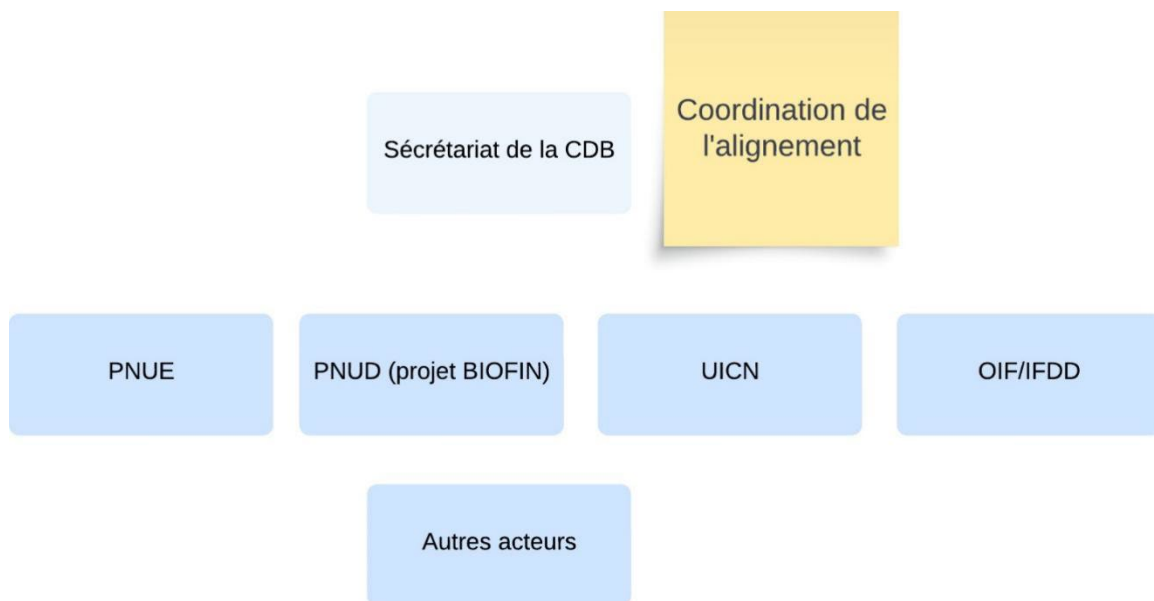 Sécrétariat de la CDB
Coordination de
l'alignement
PNUE
PNUD (projet BIOFIN)
UICN
OIF/IFDD
Autres acteurs